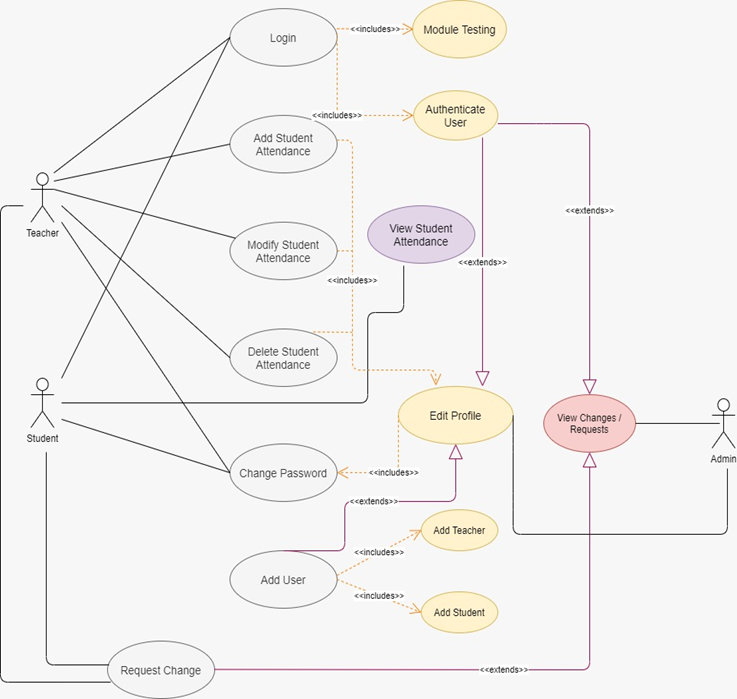 Login
<<includes>>
Module Testing
<<includes>>
Authenticate
User
Add Student
Attendance
Teacher
Modify Student
Attendance
View Student
Attendance
<<extends>>
<<extends>>
<<includes>>
Delete Student
Attendance
Student
Edit Profile
View Changes /
Requests
Admin
Change Password
<<includes>>
<<extends>>
Add Teacher
<<includes>>
Add User
<<includes>>
Add Student
Request Change
<<extends>>